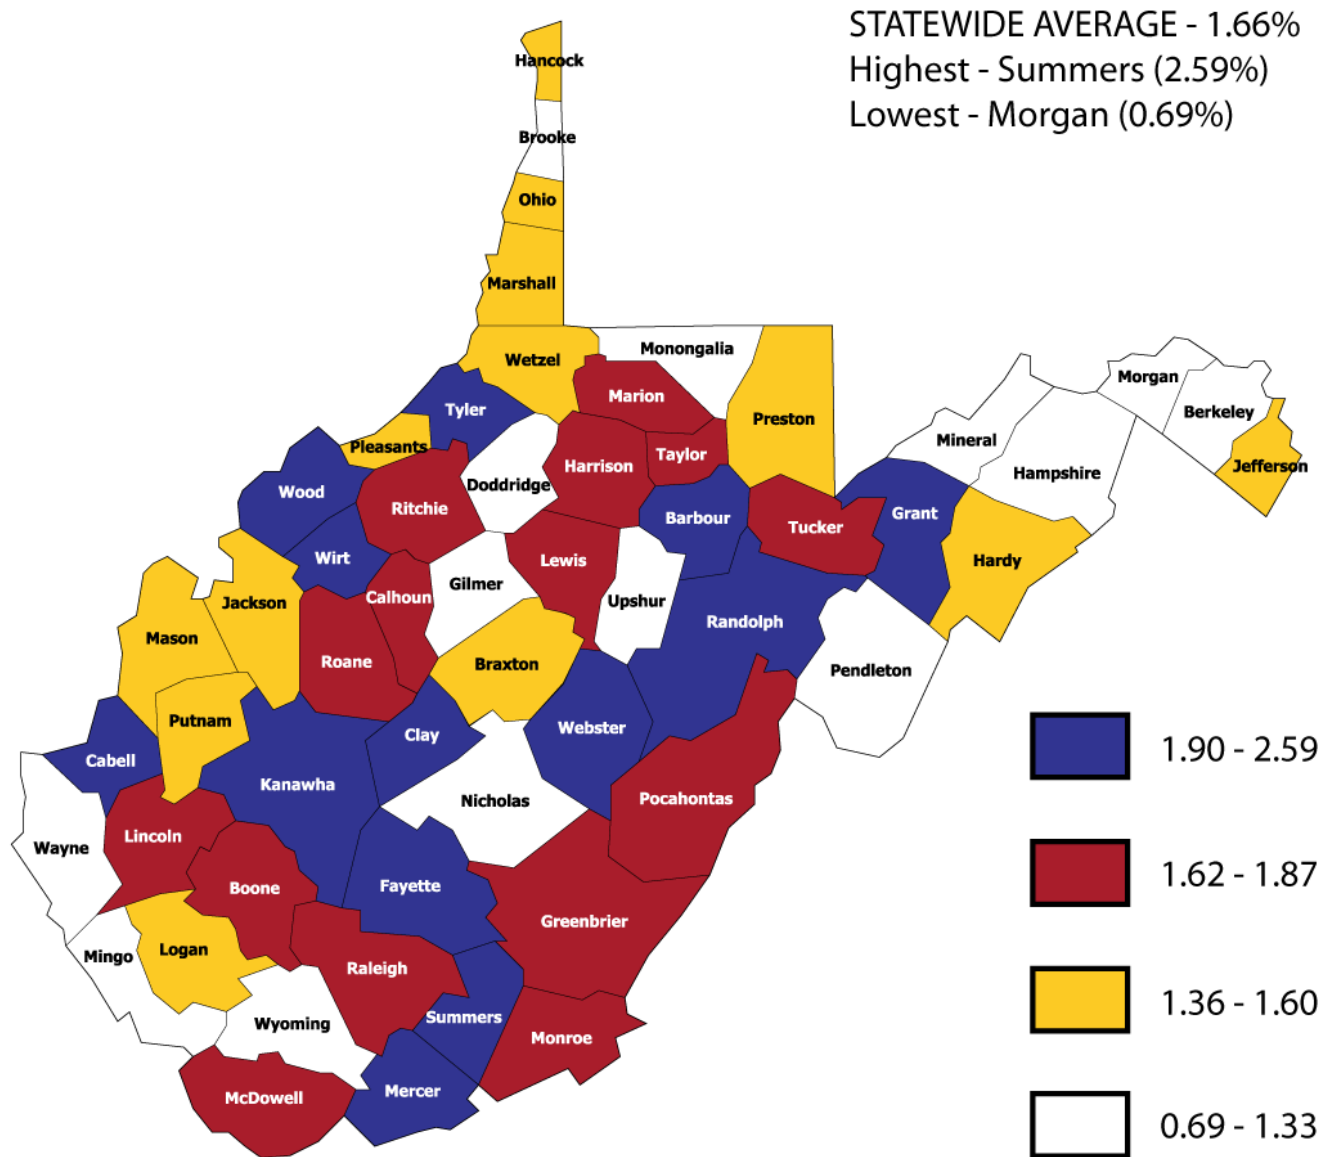 STATEWIDE AVERAGE - 1.66%
Highest - Summers (2.59%)
Lowest - Morgan (0.69%)
Hancock
Brooke
Ohio
Marshall
Wetzel
Monongalia
Marion
Preston
Tyler
Pleasants
Morgan
Berkeley
Mineral
Jefferson
Hampshire
Taylor
Harrison
Doddridge
Wood
Ritchie
Barbour
Tucker
Grant
Wirt
Lewis
Hardy
Gilmer
Calhoun
Upshur
Jackson
Randolph
Mason
Roane
Braxton
Pendleton
Putnam
Webster
Clay
Cabell
Kanawha
Nicholas
Pocahontas
Lincoln
Wayne
Boone
Fayette
Greenbrier
Logan
Mingo
Raleigh
Wyoming
Summers
Monroe
Mercer
McDowell
1.90 - 2.59
1.62 - 1.87
1.36 - 1.60
0.69 - 1.33